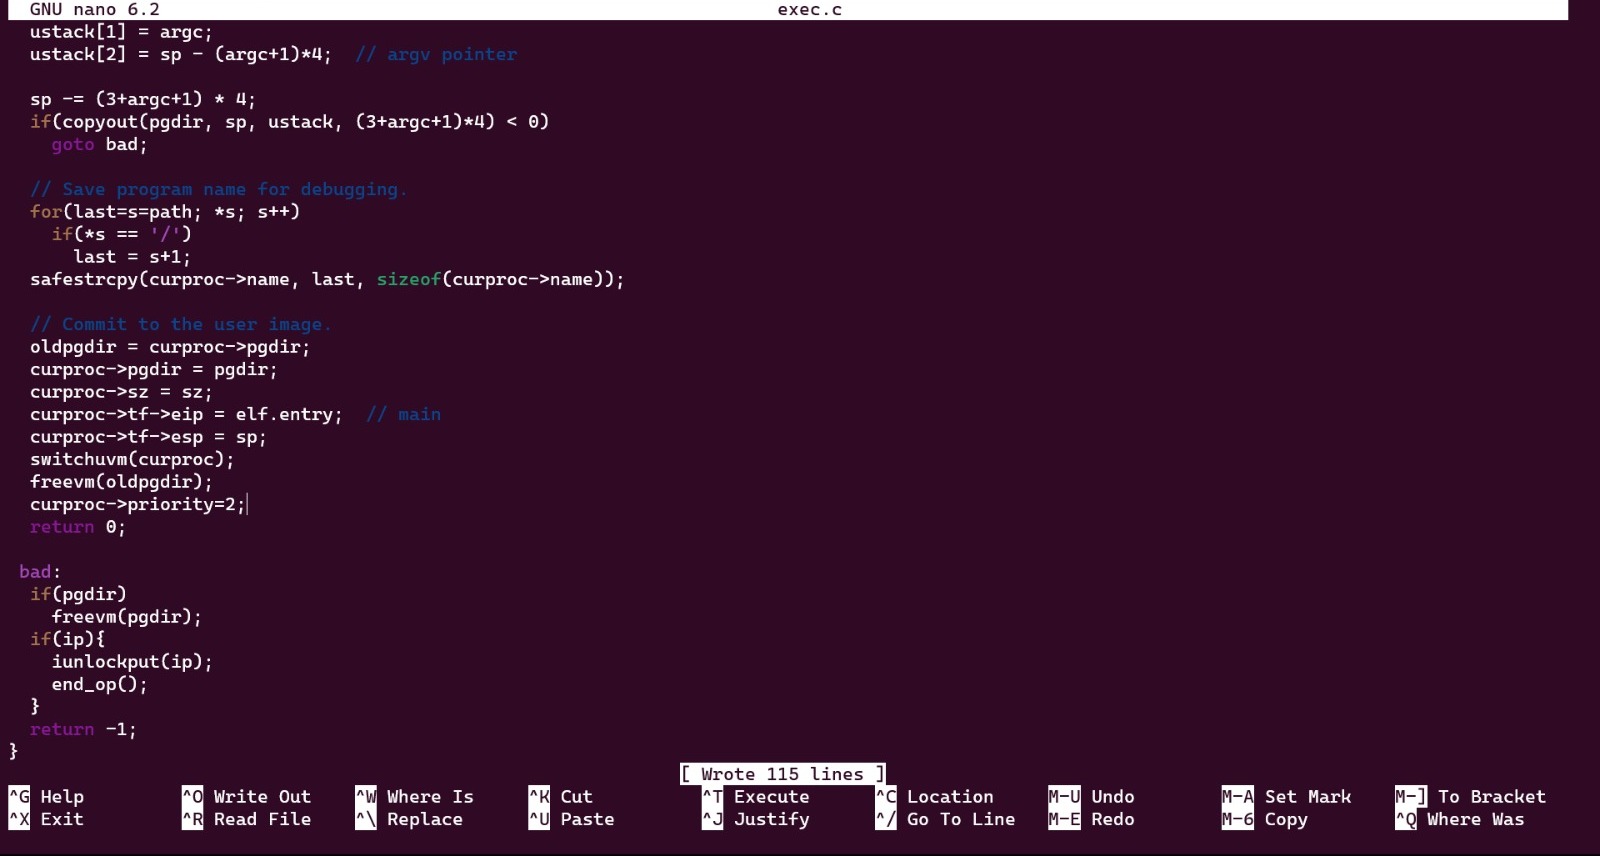 GNU nano 6.2 exec.c
  ustack[1] = argc;
  ustack[2] = sp - (argc+1)*4;  // argv pointer

  sp -= (3+argc+1) * 4;
  if(copyout(pgdir, sp, ustack, (3+argc+1)*4) < 0)
    goto bad;

  // Save program name for debugging.
  for(last=s=path; *s; s++)
    if(*s == '/')
      last = s+1;
  safestrcpy(curproc->name, last, sizeof(curproc->name));

  // Commit to the user image.
  oldpgdir = curproc->pgdir;
  curproc->pgdir = pgdir;
  curproc->sz = sz;
  curproc->tf->eip = elf.entry;  // main
  curproc->tf->esp = sp;
  switchuvm(curproc);
  freevm(oldpgdir);
  curproc->priority=2;
  return 0;

 bad:
  if(pgdir)
    freevm(pgdir);
  if(ip){
    iunlockput(ip);
    end_op();
  }
  return -1;
}
[ Wrote 115 lines ]
^G Help ^O Write Out ^W Where Is ^K Cut ^T Execute ^C Location M-U Undo M-A Set Mark M-] To Bracket
^X Exit ^R Read File ^\ Replace ^U Paste ^J Justify ^/ Go To Line M-E Redo M-6 Copy ^Q Where Was